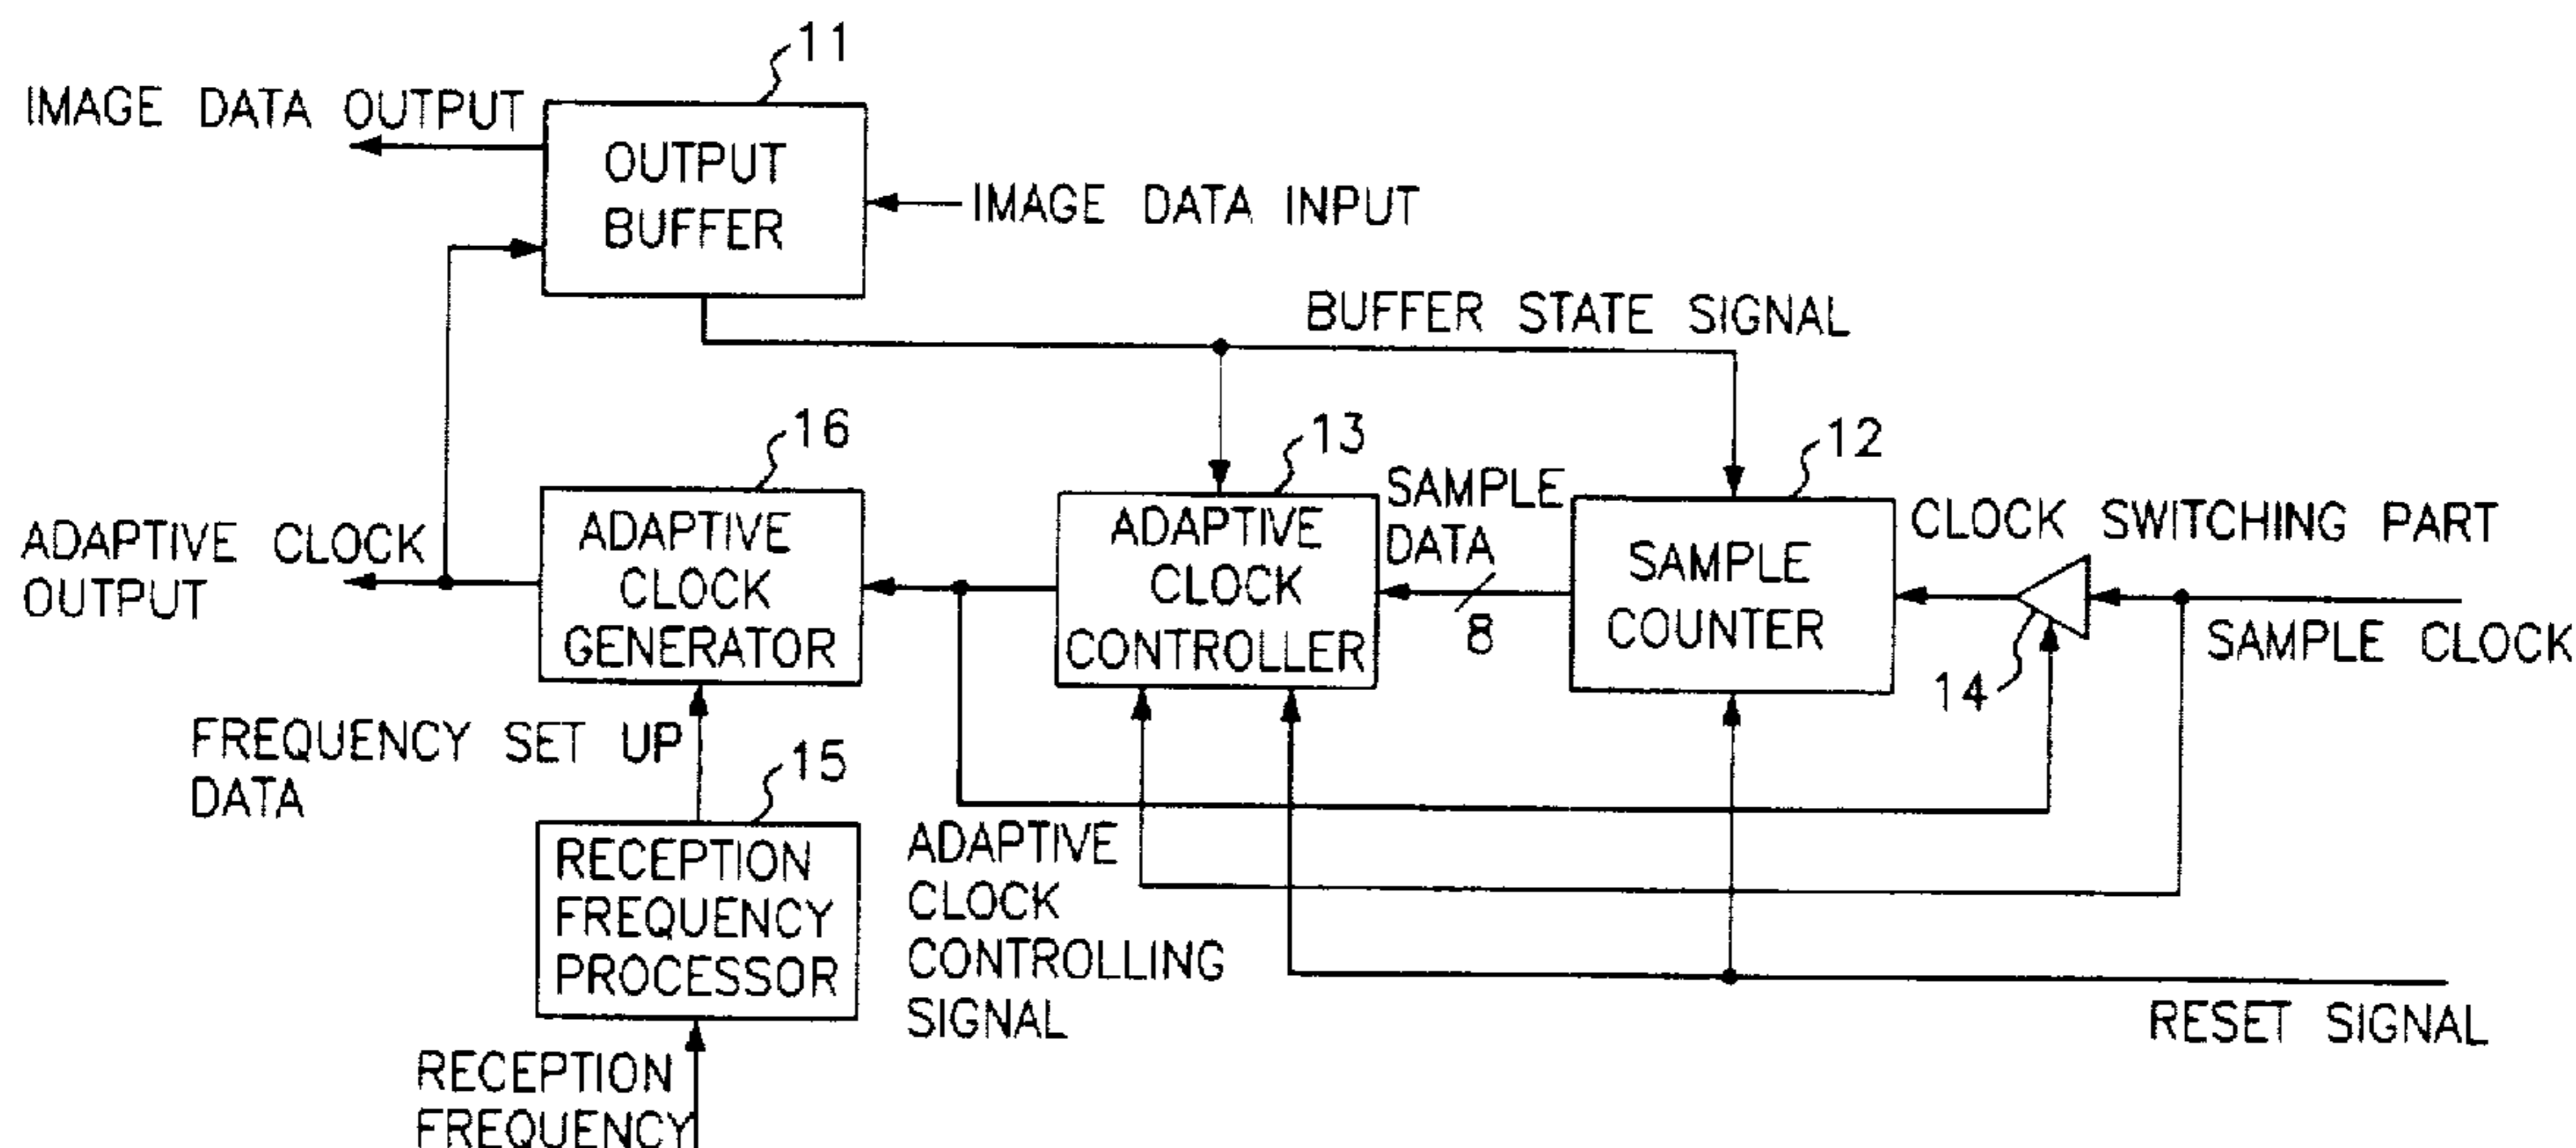 11
IMAGE DATA OUTPUT
OUTPUT
BUFFER
IMAGE DATA INPUT
BUFFER STATE SIGNAL
16
13
12
ADAPTIVE CLOCK
OUTPUT
ADAPTIVE
CLOCK
GENERATOR
ADAPTIVE
CLOCK
CONTROLLER
SAMPLE
DATA
8
SAMPLE
COUNTER
CLOCK SWITCHING PART
14
SAMPLE CLOCK
FREQUENCY SET UP
DATA
15
RECEPTION
FREQUENCY
PROCESSOR
ADAPTIVE
CLOCK
CONTROLLING
SIGNAL
RESET SIGNAL
RECEPTION
FREQUENCY